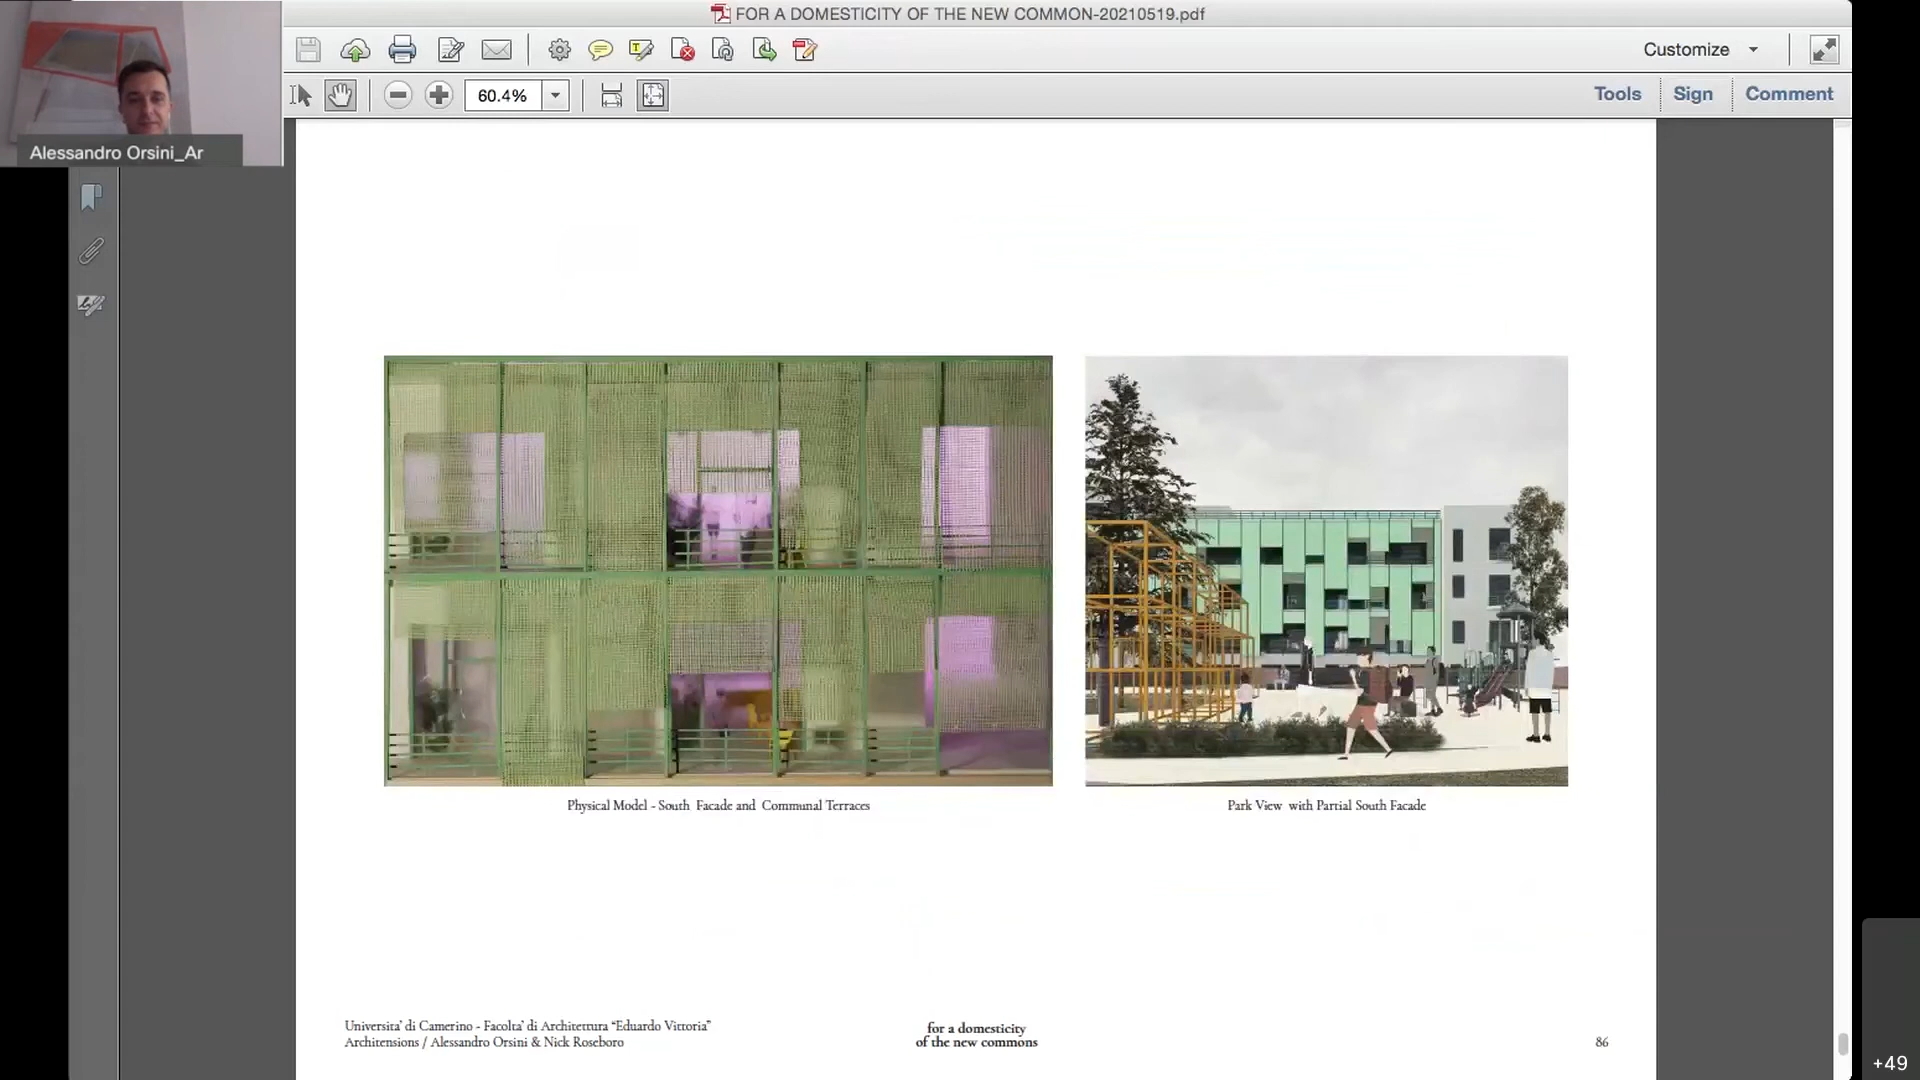 FOR A DOMESTICITY OF THE NEW COMMON-20210519.pdf
Customize
60.4%
Tools
Sign
Comment
Alessandro Orsini_Ar
Physical Model - South Facade and Communal Terraces
Park View with Partial South Facade
Universita' di Camerino - Facolta' di Architettura "Eduardo Vittoria"
Architensions / Alessandro Orsini & Nick Roseboro
for a domesticity
of the new commons
86
+49